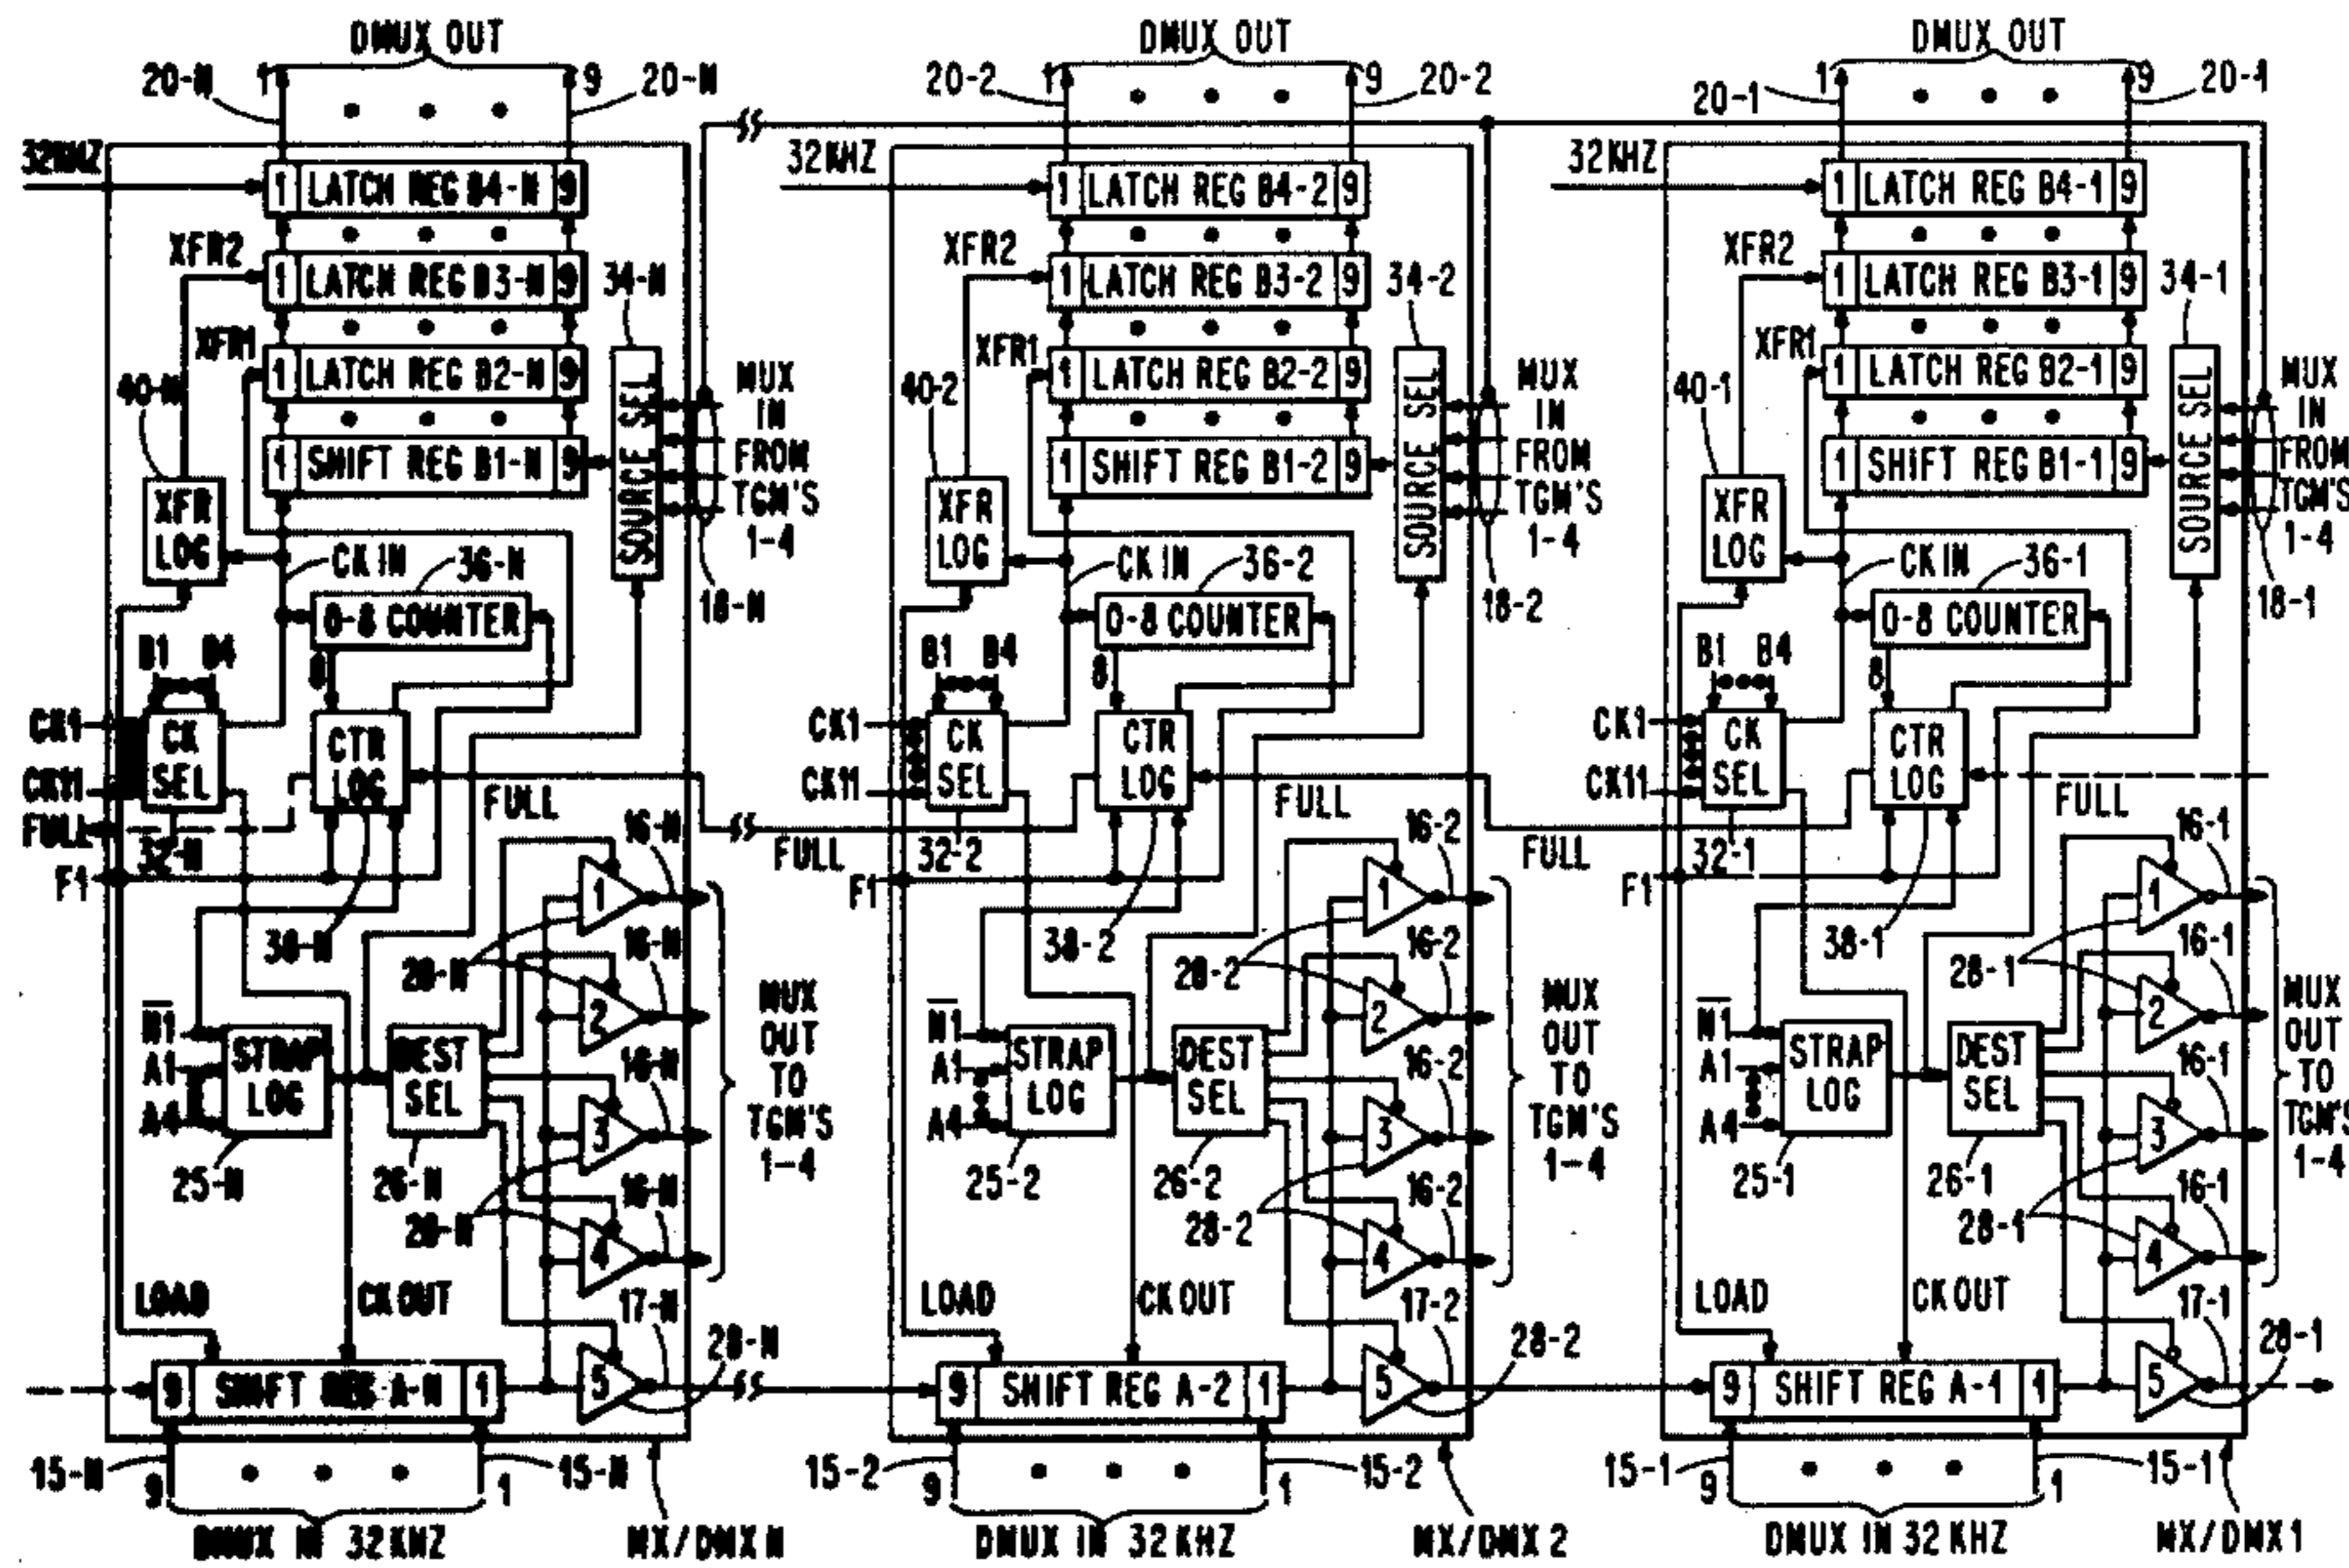 DMUX OUT
20-N 1 9 20-N
32KHZ
1 LATCH REG B4-N 9
XFR2
1 LATCH REG B3-N 9
34-N
XFR1
1 LATCH REG B2-N 9
40-N
1 SHIFT REG B1-N 9
SOURCE SEL
MUX
IN
FROM
TGM'S
1-4
XFR
LOG
CK IN
36-N
18-N
0-8 COUNTER
B1 B4
8
CK1
CK
SEL
CK11
CTR
LOG
FULL
FULL
32-N
F1
38-N
1
16-N
28-N
2
16-N
N1
A1
A4
STRAP
LOG
DEST
SEL
25-N
26-N
3
16-N
28-N
4
16-N
MUX
OUT
TO
TGM'S
1-4
LOAD
CK OUT
17-N
5
28-N
9 SHIFT REG A-N 1
15-N 9 1 15-N
DMUX IN 32 KHZ
MX/DMX N
DMUX OUT
20-2 1 9 20-2
32KHZ
1 LATCH REG B4-2 9
XFR2
1 LATCH REG B3-2 9
34-2
XFR1
1 LATCH REG B2-2 9
40-2
1 SHIFT REG B1-2 9
SOURCE SEL
MUX
IN
FROM
TGM'S
1-4
XFR
LOG
CK IN
36-2
18-2
0-8 COUNTER
B1 B4
8
CK1
CK
SEL
CK11
CTR
LOG
FULL
FULL
32-2
F1
38-2
1
16-2
28-2
2
16-2
N1
A1
A4
STRAP
LOG
DEST
SEL
25-2
26-2
3
16-2
28-2
4
16-2
MUX
OUT
TO
TGM'S
1-4
LOAD
CK OUT
17-2
5
28-2
9 SHIFT REG A-2 1
15-2 9 1 15-2
DMUX IN 32 KHZ
MX/DMX 2
DMUX OUT
20-1 1 9 20-1
32KHZ
1 LATCH REG B4-1 9
XFR2
1 LATCH REG B3-1 9
34-1
XFR1
1 LATCH REG B2-1 9
40-1
1 SHIFT REG B1-1 9
SOURCE SEL
MUX
IN
FROM
TGM'S
1-4
XFR
LOG
CK IN
36-1
18-1
0-8 COUNTER
B1 B4
8
CK1
CK
SEL
CK11
CTR
LOG
FULL
FULL
32-1
F1
38-1
1
16-1
28-1
2
16-1
N1
A1
A4
STRAP
LOG
DEST
SEL
25-1
26-1
3
16-1
28-1
4
16-1
MUX
OUT
TO
TGM'S
1-4
LOAD
CK OUT
17-1
5
28-1
9 SHIFT REG A-1 1
15-1 9 1 15-1
DMUX IN 32 KHZ
MX/DMX 1